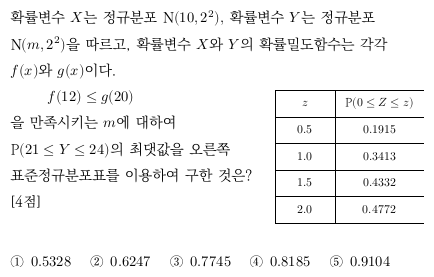 확률변수 X는 정규분포 N(10, 2²), 확률변수 Y는 정규분포
N(m, 2²)을 따르고, 확률변수 X와 Y의 확률밀도함수는 각각
f(x)와 g(x)이다.
f(12) ≤ g(20)
을 만족시키는 m에 대하여
P(21 ≤ Y ≤ 24)의 최댓값을 오른쪽
표준정규분포표를 이용하여 구한 것은?
[4점]
z P(0 ≤ Z ≤ z)
0.5 0.1915
1.0 0.3413
1.5 0.4332
2.0 0.4772
① 0.5328 ② 0.6247 ③ 0.7745 ④ 0.8185 ⑤ 0.9104